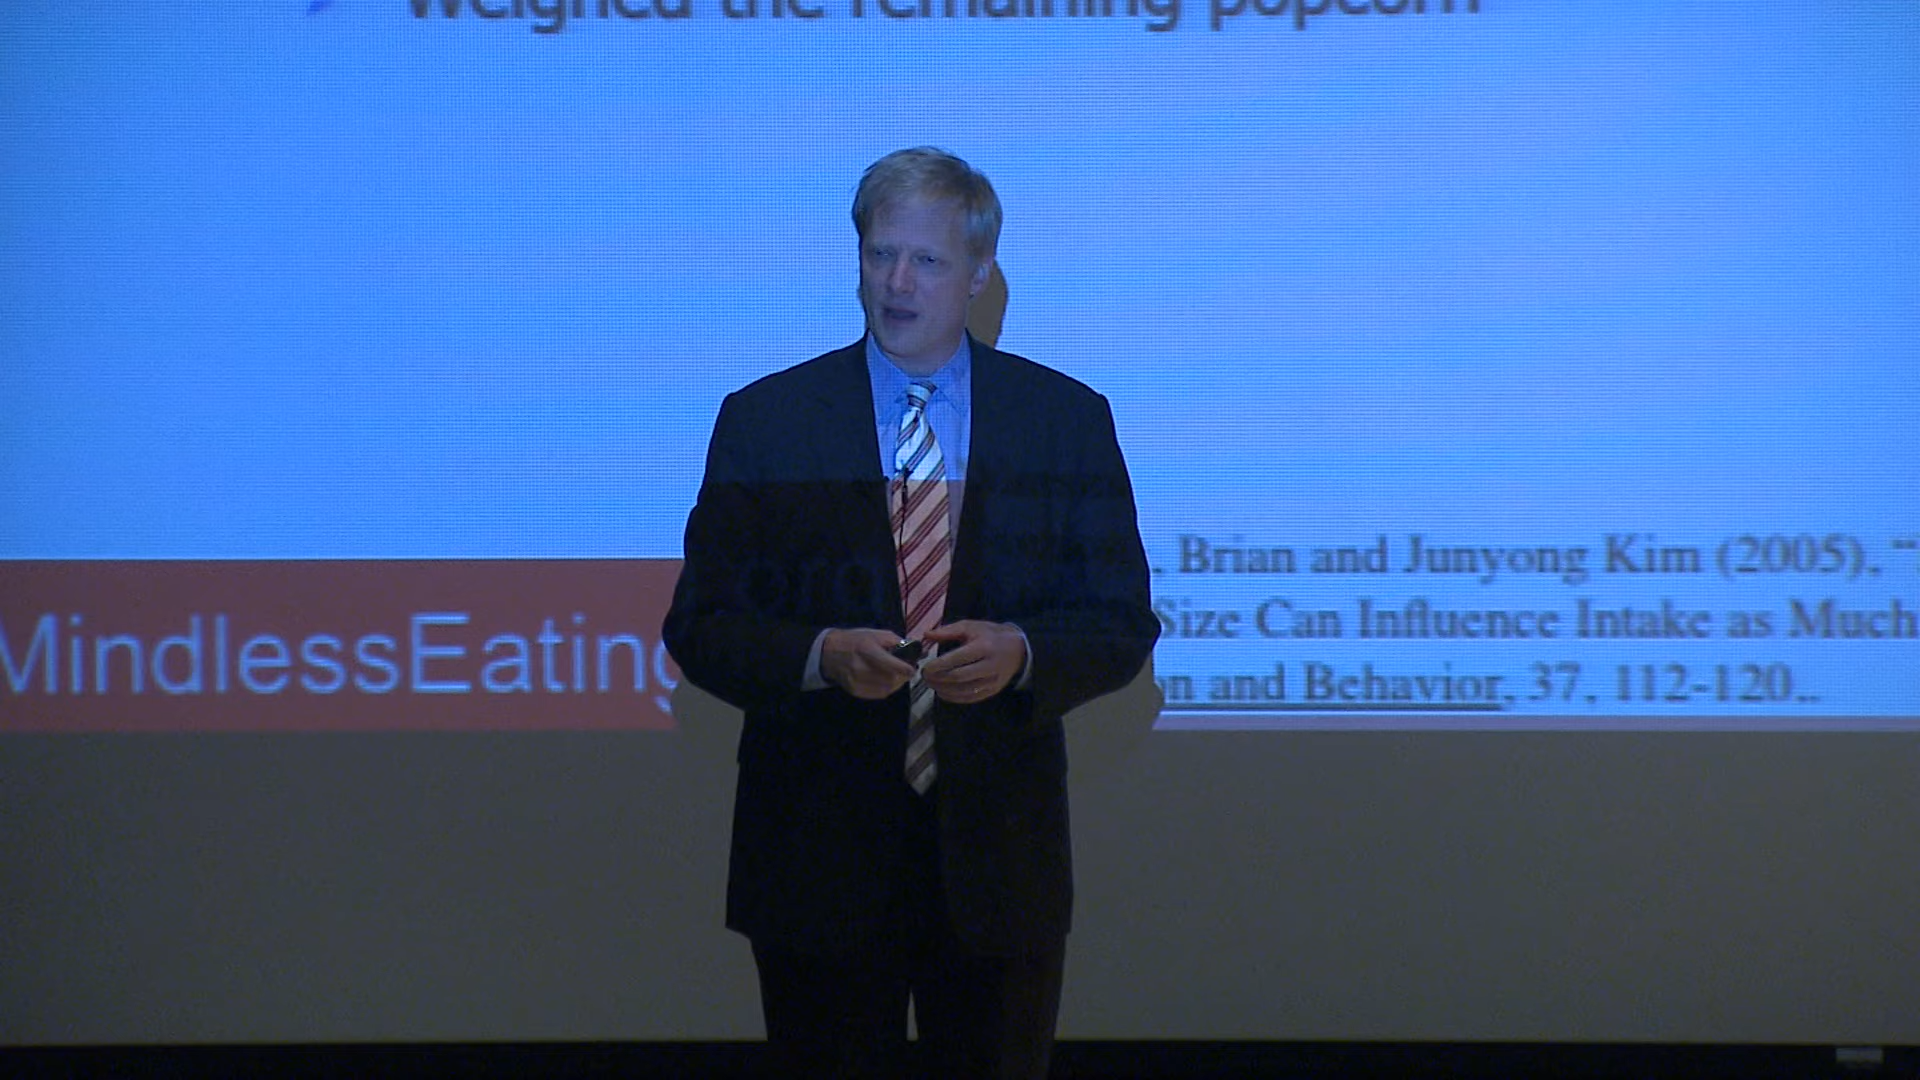 Weighed the remaining popcorn
. Brian and Junyong Kim (2005), "
Size Can Influence Intake as Much
MindlessEating
on and Behavior, 37, 112-120..